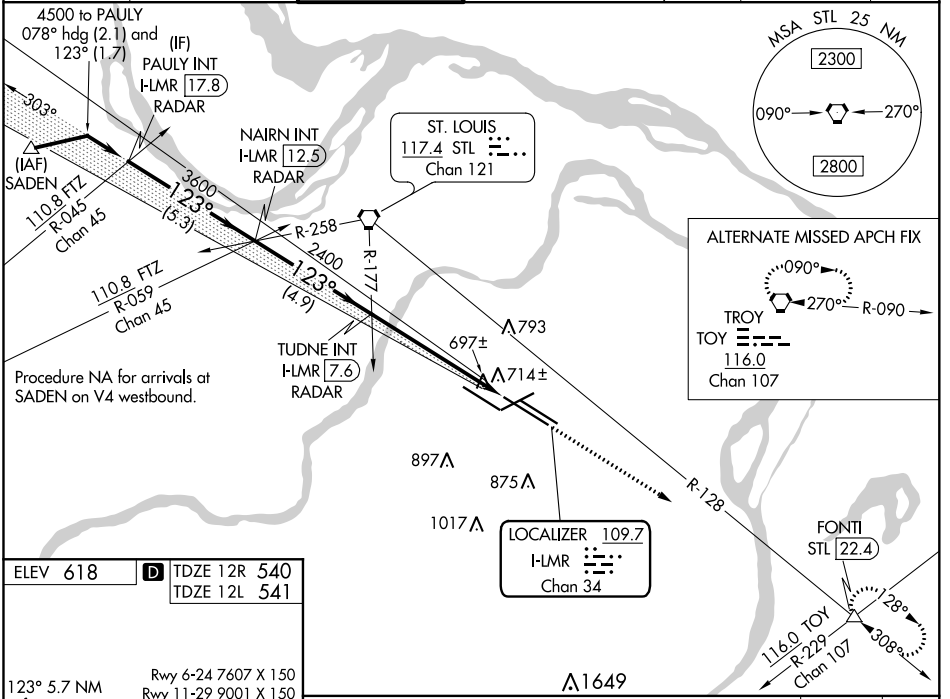 4500 to PAULY
078° hdg (2.1) and
123° (1.7)
(IF)
PAULY INT
I-LMR 17.8
RADAR
303°
(IAF)
SADEN
110.8 FTZ
R-045
Chan 45
3600
123°
(5.3)
NAIRN INT
I-LMR 12.5
RADAR
110.8 FTZ
R-059
Chan 45
R-258
2400
123°
(4.9)
R-177
ST. LOUIS
117.4 STL
Chan 121
TUDNE INT
I-LMR 7.6
RADAR
Procedure NA for arrivals at
SADEN on V4 westbound.
MSA STL 25 NM
2300
090°
270°
2800
ALTERNATE MISSED APCH FIX
090°
270°
R-090
TROY
TOY
116.0
Chan 107
793
697±
714±
897
875
1017
R-128
LOCALIZER 109.7
I-LMR
Chan 34
FONTI
STL 22.4
128°
308°
116.0 TOY
R-229
Chan 107
1649
ELEV 618
D
TDZE 12R 540
TDZE 12L 541
123° 5.7 NM
Rwy 6-24 7607 X 150
Rwy 11-29 9001 X 150